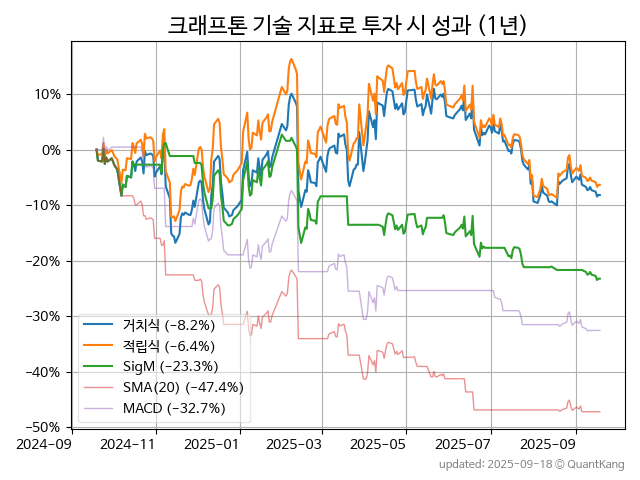 크래프톤 기술 지표로 투자 시 성과 (1년)
10%
0%
−10%
−20%
−30%
−40%
−50%
거치식 (−8.2%)
적립식 (−6.4%)
SigM (−23.3%)
SMA(20) (−47.4%)
MACD (−32.7%)
2024-09 2024-11 2025-01 2025-03 2025-05 2025-07 2025-09
updated: 2025-09-18 ⓒ QuantKang